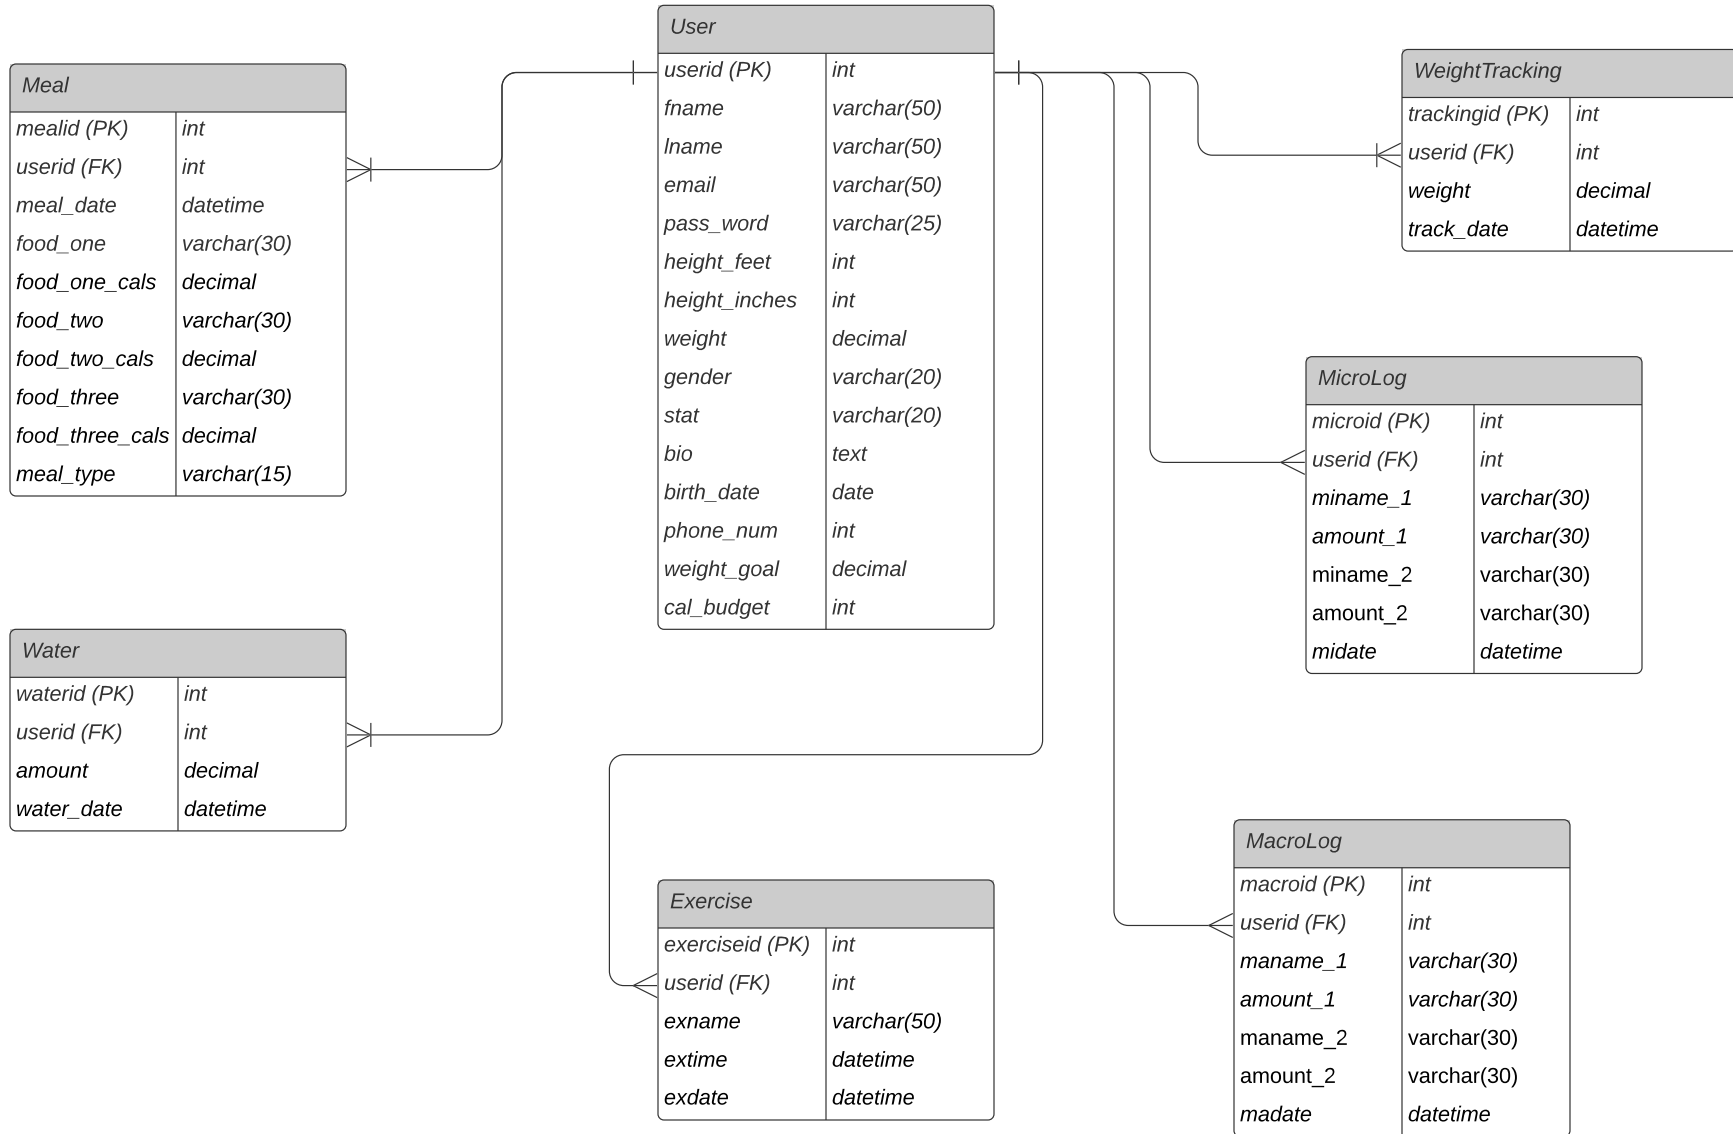 User
userid (PK) int
fname varchar(50)
lname varchar(50)
email varchar(50)
pass_word varchar(25)
height_feet int
height_inches int
weight decimal
gender varchar(20)
stat varchar(20)
bio text
birth_date date
phone_num int
weight_goal decimal
cal_budget int
Meal
mealid (PK) int
userid (FK) int
meal_date datetime
food_one varchar(30)
food_one_cals decimal
food_two varchar(30)
food_two_cals decimal
food_three varchar(30)
food_three_cals decimal
meal_type varchar(15)
WeightTracking
trackingid (PK) int
userid (FK) int
weight decimal
track_date datetime
MicroLog
microid (PK) int
userid (FK) int
miname_1 varchar(30)
amount_1 varchar(30)
miname_2 varchar(30)
amount_2 varchar(30)
midate datetime
Water
waterid (PK) int
userid (FK) int
amount decimal
water_date datetime
Exercise
exerciseid (PK) int
userid (FK) int
exname varchar(50)
extime datetime
exdate datetime
MacroLog
macroid (PK) int
userid (FK) int
maname_1 varchar(30)
amount_1 varchar(30)
maname_2 varchar(30)
amount_2 varchar(30)
madate datetime